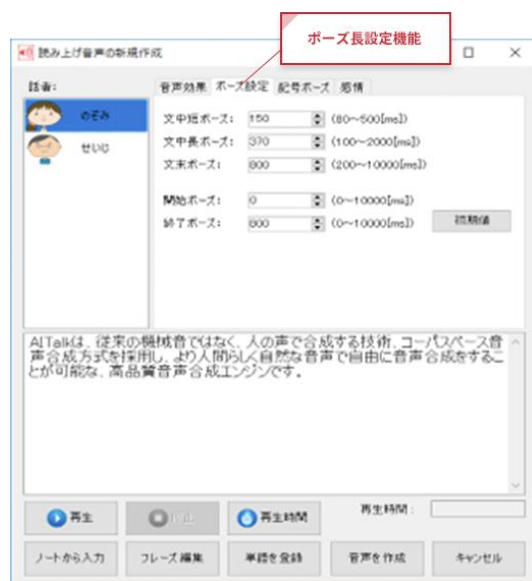 ポーズ長設定機能
読み上げ音声の新規作成
話者:
音声効果 ポーズ設定 記号ポーズ 感情
のぞみ
せいじ
文中短ポーズ: 150 (80～500[ms])
文中長ポーズ: 370 (100～2000[ms])
文末ポーズ: 800 (200～10000[ms])
開始ポーズ: 0 (0～10000[ms])
終了ポーズ: 800 (0～10000[ms]) 初期値
AITalkは、従来の機械音ではなく、人の声で合成する技術、コーパスベース音
声合成方式を採用し、より人間らしく自然な音声で自由に音声合成をするこ
とが可能な、高品質音声合成エンジンです。
再生 停止 再生時間 再生時間:
ノートから入力 フレーズ編集 単語を登録 音声を作成 キャンセル